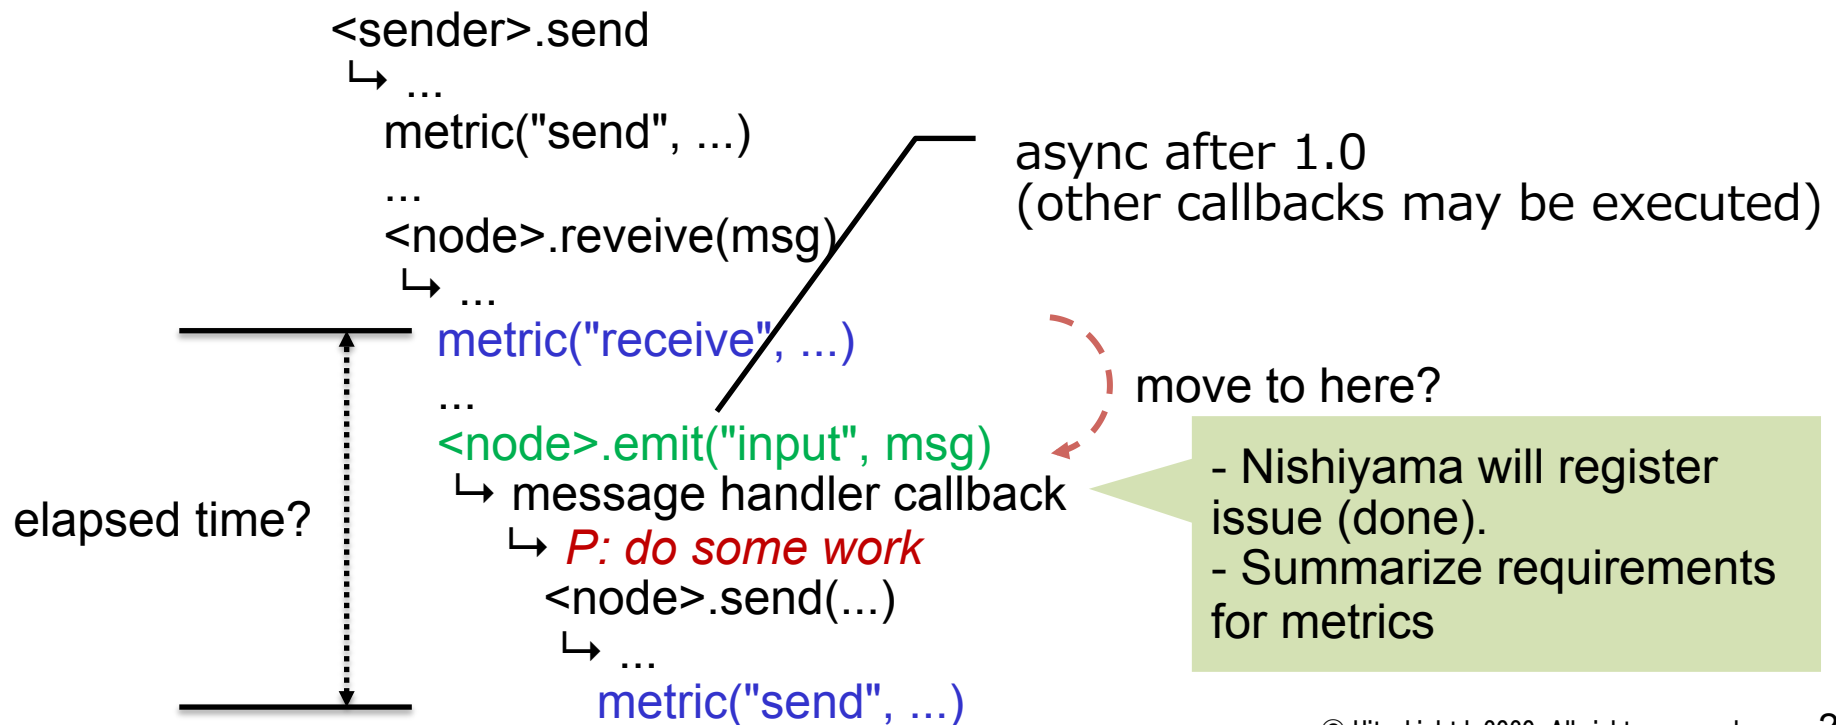 <sender>.send
↳ ...
metric("send", ...)
...
<node>.reveive(msg)
↳ ...
metric("receive", ...)
...
<node>.emit("input", msg)
↳ message handler callback
↳ P: do some work
<node>.send(...)
↳ ...
metric("send", ...)
elapsed time?
async after 1.0
(other callbacks may be executed)
move to here?
- Nishiyama will register
issue (done).
- Summarize requirements
for metrics